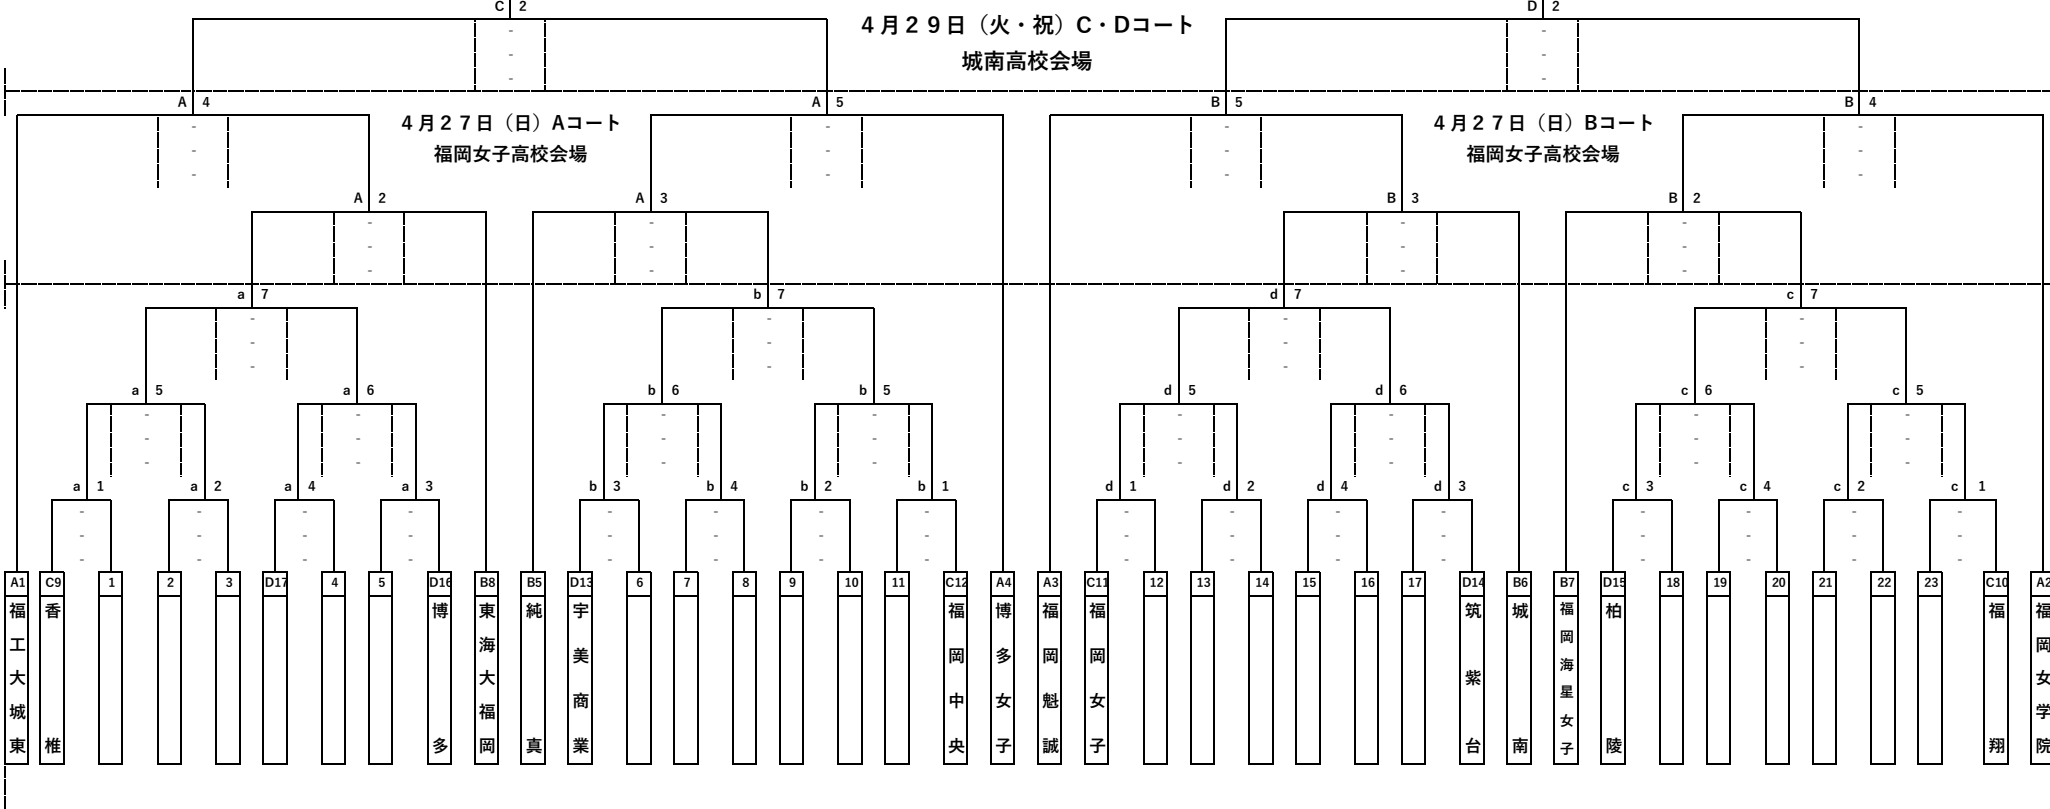 C 2
D 2
４月２９日（火・祝）C・Dコート
城南高校会場
A 4
A 5
B 5
B 4
４月２７日（日）Aコート
４月２７日（日）Bコート
福岡女子高校会場
福岡女子高校会場
A 2
A 3
B 3
B 2
a 7
b 7
d 7
c 7
a 5
a 6
b 6
b 5
d 5
d 6
c 6
c 5
a 1
a 2
a 4
a 3
b 3
b 4
b 2
b 1
d 1
d 2
d 4
d 3
c 3
c 4
c 2
c 1
A1 福工大城東
C9 香椎
1
2
3
D17
4
5
D16 博多
B8 東海大福岡
B5 純真
D13 宇美商業
6
7
8
9
10
11
C12 福岡中央
A4 博多女子
A3 福岡魁誠
C11 福岡女子
12
13
14
15
16
17
D14 筑紫台
B6 城南
B7 福岡海星女子
D15 柏陵
18
19
20
21
22
23
C10 福翔
A2 福岡女学院